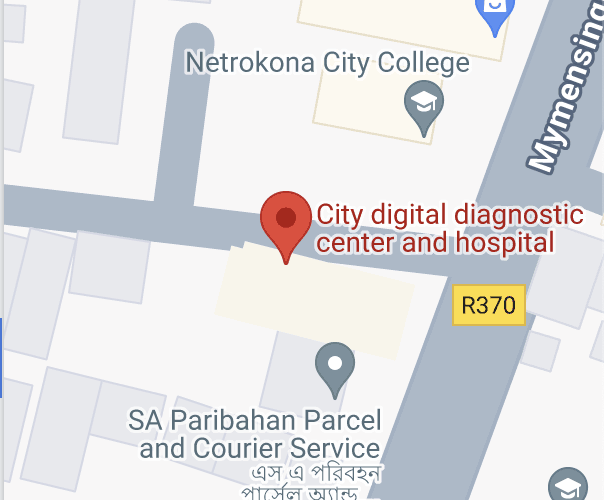 Netrokona City College
Mymensing
City digital diagnostic
center and hospital
R370
SA Paribahan Parcel
and Courier Service
এস এ পরিবহন
পার্সেল অ্যান্ড